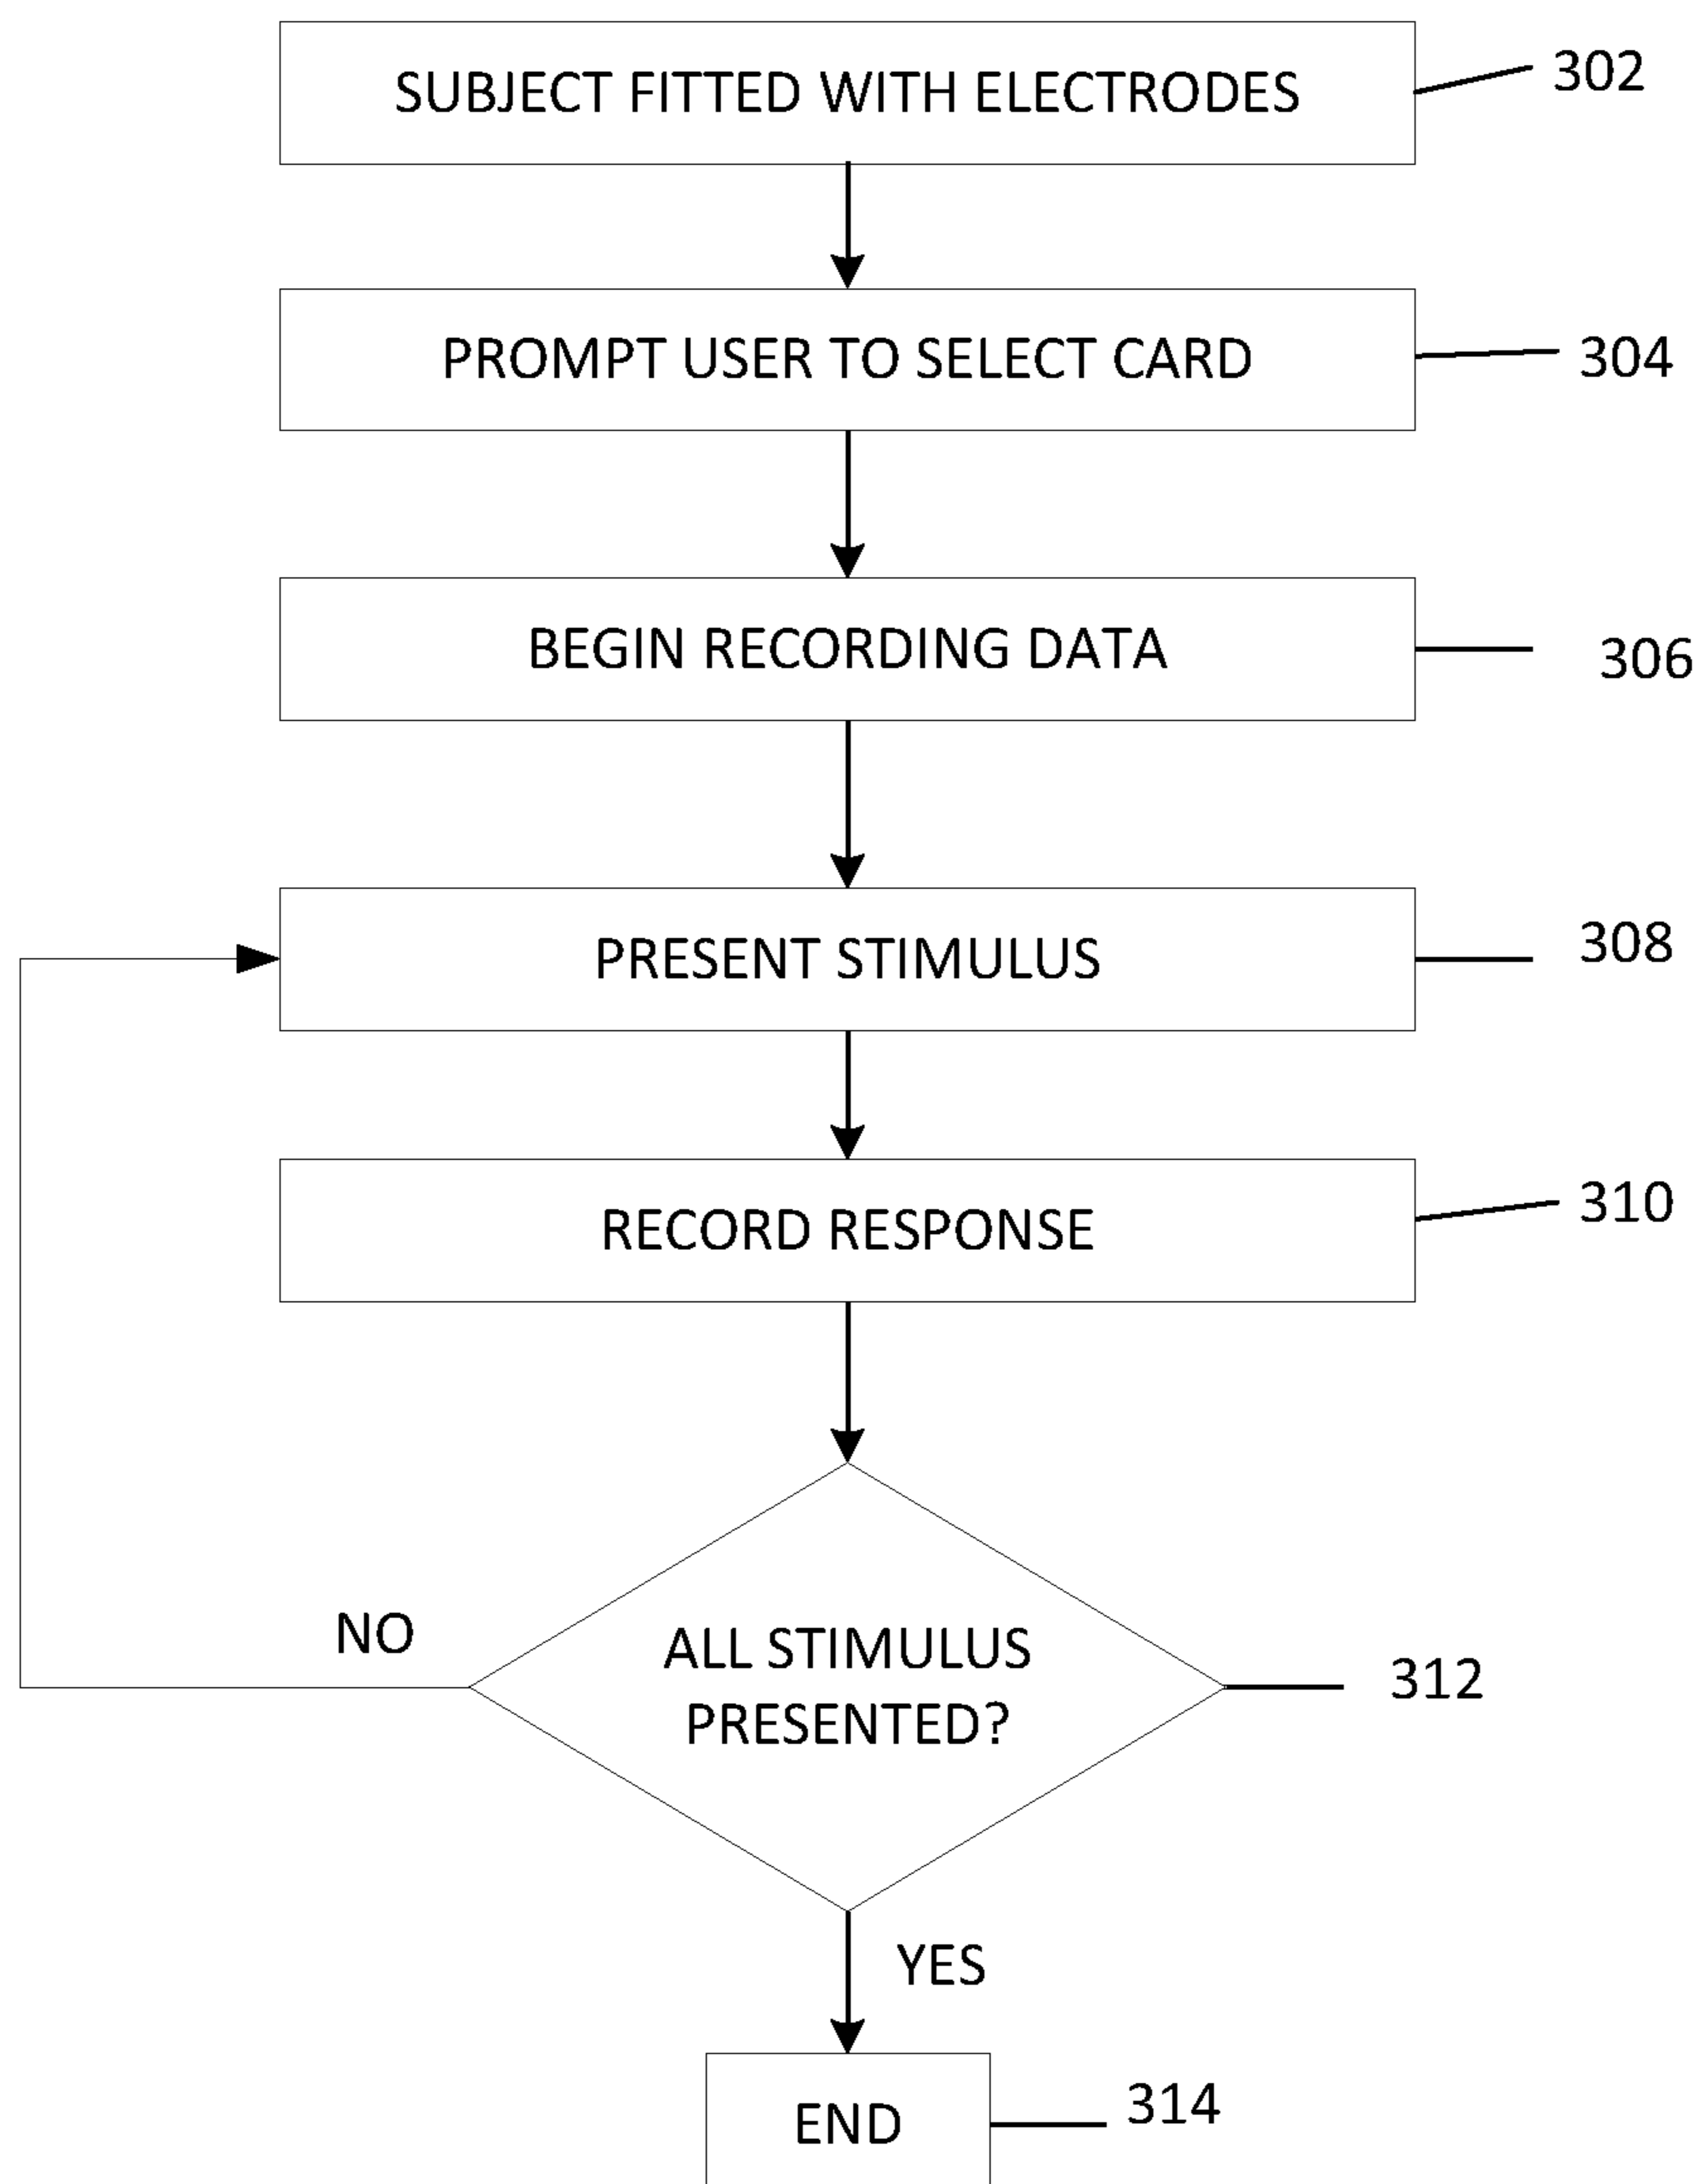 SUBJECT FITTED WITH ELECTRODES
302
PROMPT USER TO SELECT CARD
304
BEGIN RECORDING DATA
306
PRESENT STIMULUS
308
RECORD RESPONSE
310
NO
ALL STIMULUS
PRESENTED?
312
YES
END
314